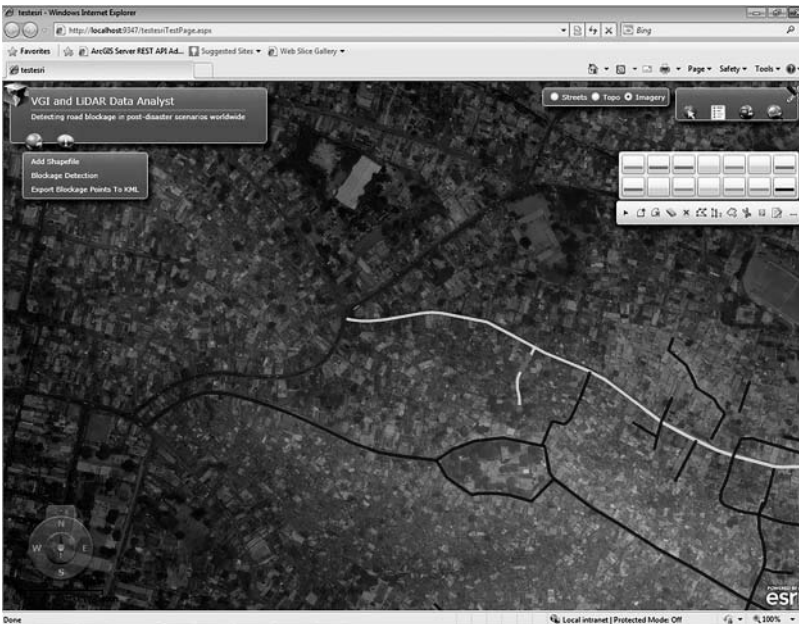 testesri - Windows Internet Explorer
http://localhost:9347/testesriTestPage.aspx
Bing
Favorites
ArcGIS Server REST API Ad...
Suggested Sites
Web Slice Gallery
testesri
Page
Safety
Tools
VGI and LiDAR Data Analyst
Detecting road blockage in post-disaster scenarios worldwide
Streets
Topo
Imagery
Add Shapefile
Blockage Detection
Export Blockage Points To KML
N
W E
S
POWERED BY
esri
Done
Local intranet | Protected Mode: Off
100%